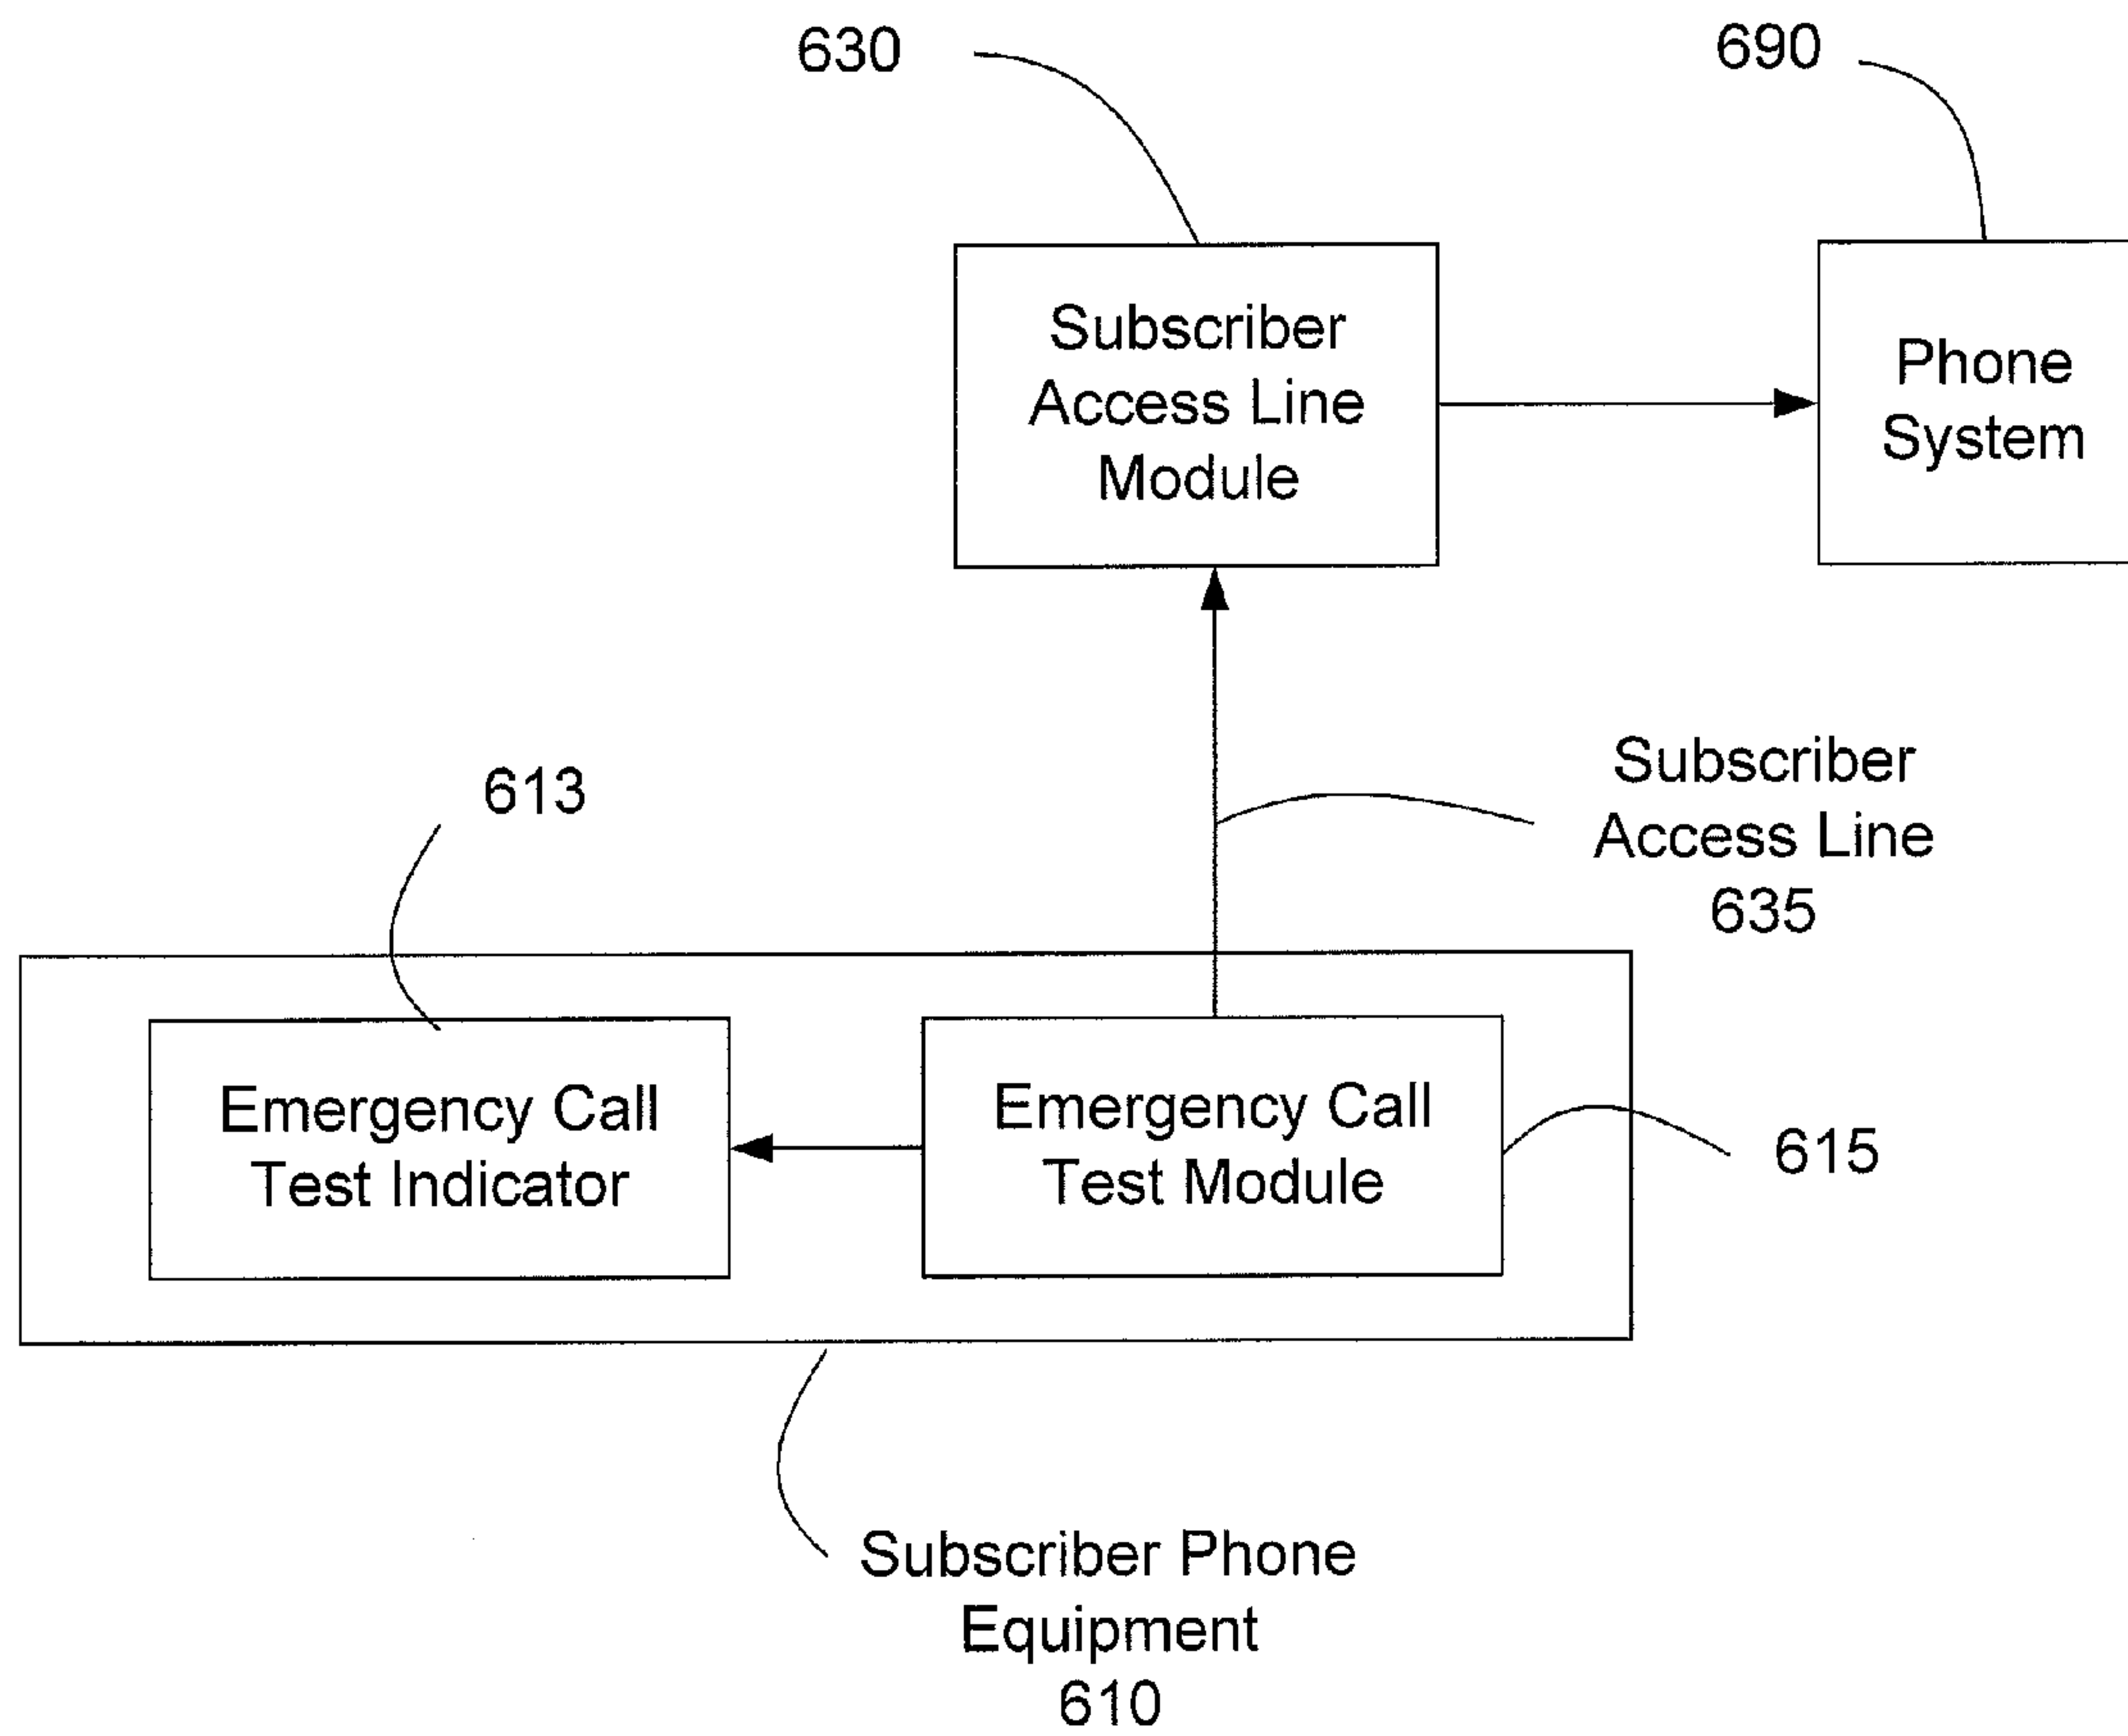 630
690
Subscriber
Access Line
Module
Phone
System
613
Subscriber
Access Line
635
Emergency Call
Test Indicator
Emergency Call
Test Module
615
Subscriber Phone
Equipment
610